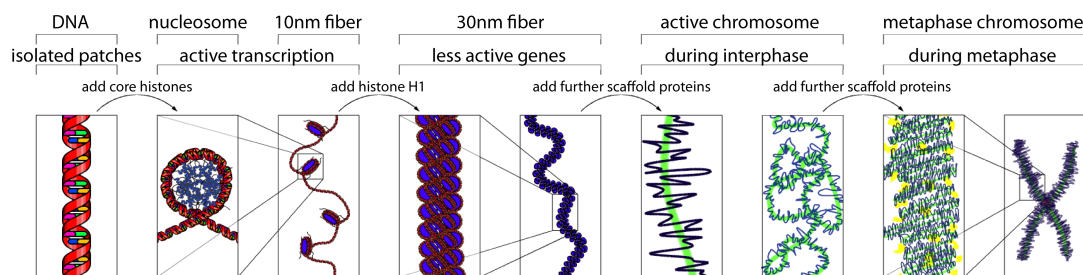 DNA
nucleosome
10nm fiber
30nm fiber
active chromosome
metaphase chromosome
isolated patches
active transcription
less active genes
during interphase
during metaphase
add core histones
add histone H1
add further scaffold proteins
add further scaffold proteins